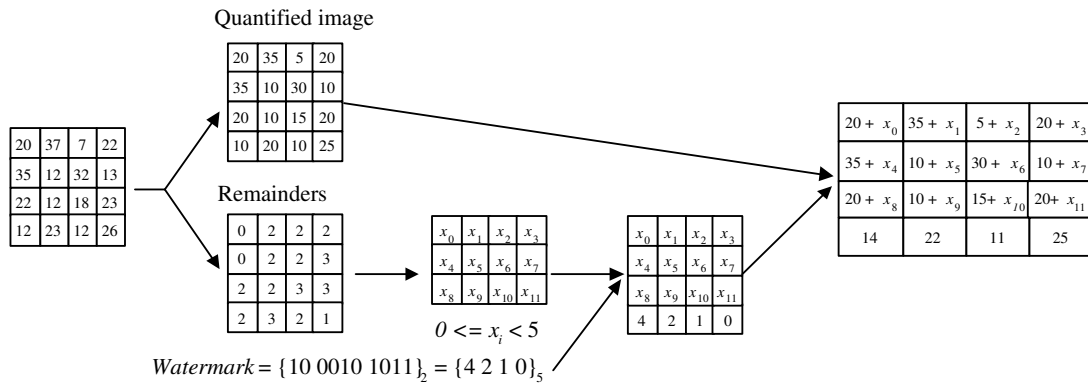 Quantified image
20 35 5 20
35 10 30 10
20 10 15 20
10 20 10 25
20 37 7 22
35 12 32 13
22 12 18 23
12 23 12 26
Remainders
0 2 2 2
0 2 2 3
2 2 3 3
2 3 2 1
x₀ x₁ x₂ x₃
x₄ x₅ x₆ x₇
x₈ x₉ x₁₀ x₁₁
0 <= xᵢ < 5
x₀ x₁ x₂ x₃
x₄ x₅ x₆ x₇
x₈ x₉ x₁₀ x₁₁
4 2 1 0
Watermark = {10 0010 1011}₂ = {4 2 1 0}₅
20 + x₀ 35 + x₁ 5 + x₂ 20 + x₃
35 + x₄ 10 + x₅ 30 + x₆ 10 + x₇
20 + x₈ 10 + x₉ 15+ x₁₀ 20+ x₁₁
14 22 11 25